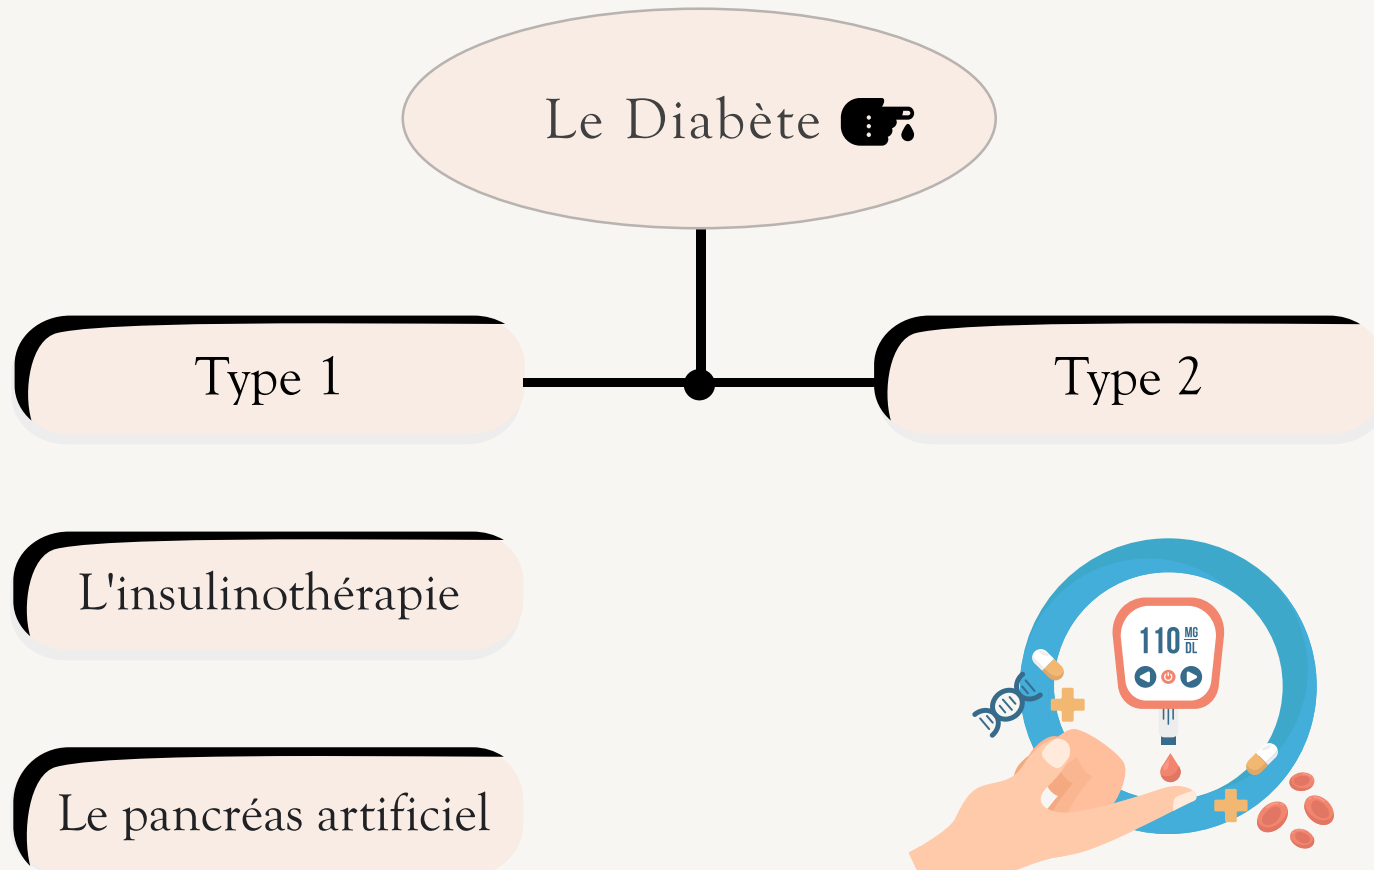 Le Diabète
Type 1
Type 2
L'insulinothérapie
110 MG
DL
Le pancréas artificiel